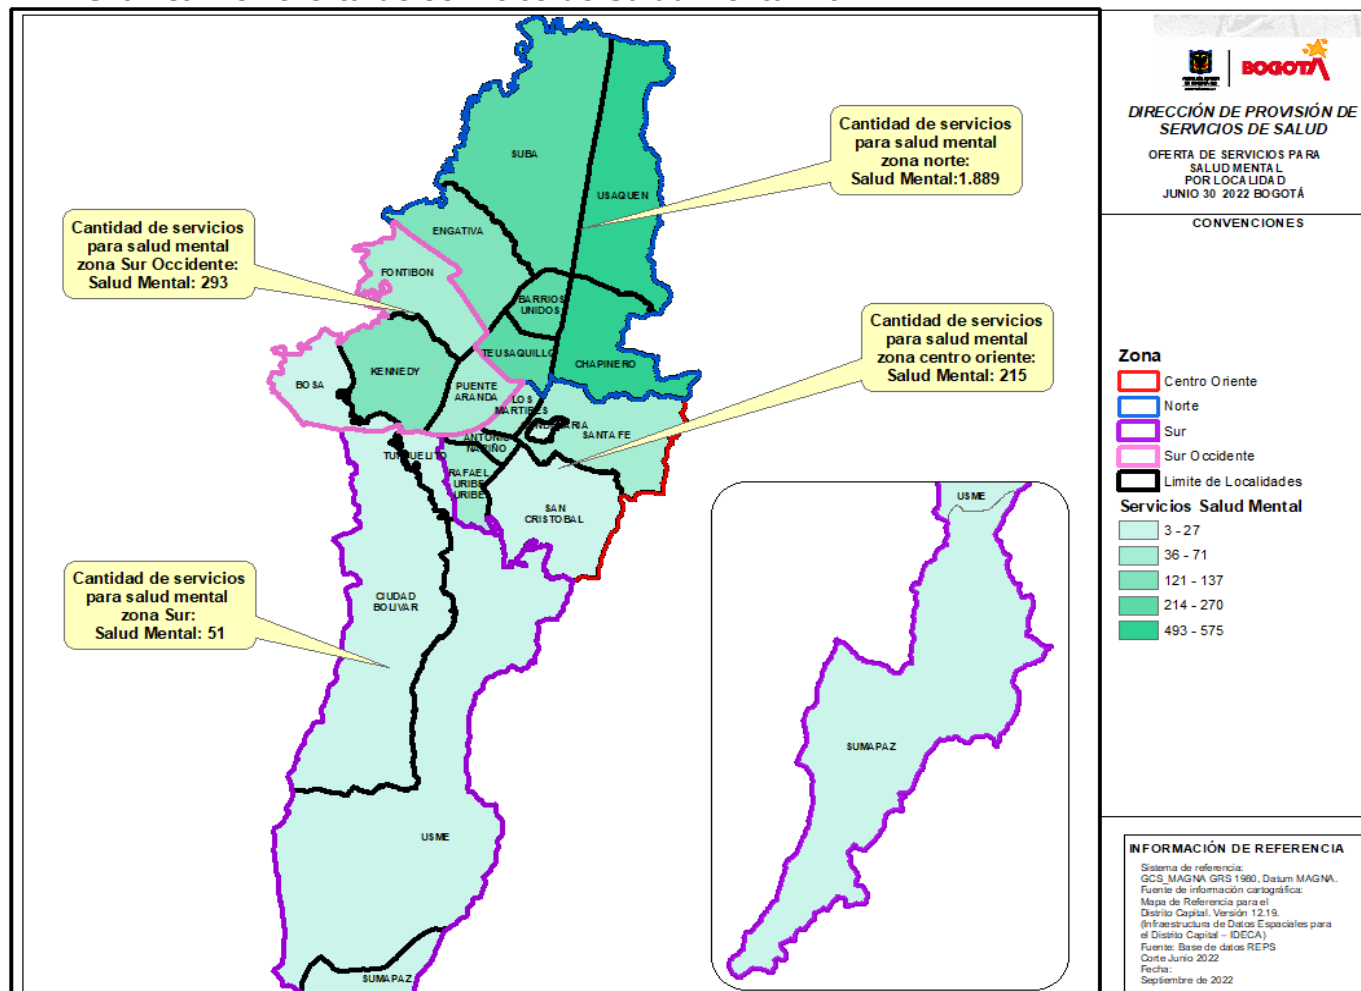 SUBA
USAQUEN
ENGATIVA
FONTIBON
BARRIOS
UNIDOS
TEUSAQUILLO
CHAPINERO
BOSA
KENNEDY
PUENTE
ARANDA
LOS
MARTIRES
SANTA FE
ANTONIO
NARIÑO
RAFAEL
URIBE
URIBE
SAN
CRISTOBAL
CIUDAD
BOLIVAR
USME
SUMAPAZ
USME
SUMAPAZ
Cantidad de servicios
para salud mental
zona norte:
Salud Mental:1.889
Cantidad de servicios
para salud mental
zona Sur Occidente:
Salud Mental: 293
Cantidad de servicios
para salud mental
zona centro oriente:
Salud Mental: 215
Cantidad de servicios
para salud mental
zona Sur:
Salud Mental: 51
BOGOTÁ
DIRECCIÓN DE PROVISIÓN DE
SERVICIOS DE SALUD
OFERTA DE SERVICIOS PARA
SALUD MENTAL
POR LOCALIDAD
JUNIO 30 2022 BOGOTÁ
CONVENCIONES
Zona
Centro Oriente
Norte
Sur
Sur Occidente
Limite de Localidades
Servicios Salud Mental
3 - 27
36 - 71
121 - 137
214 - 270
493 - 575
INFORMACIÓN DE REFERENCIA
Sistema de referencia:
GCS_MAGNA GRS 1980, Datum MAGNA.
Fuente de información cartográfica:
Mapa de Referencia para el
Distrito Capital. Versión 12.19.
(Infraestructura de Datos Espaciales para
el Distrito Capital – IDECA)
Fuente: Base de datos REPS
Corte Junio 2022
Fecha:
Septiembre de 2022